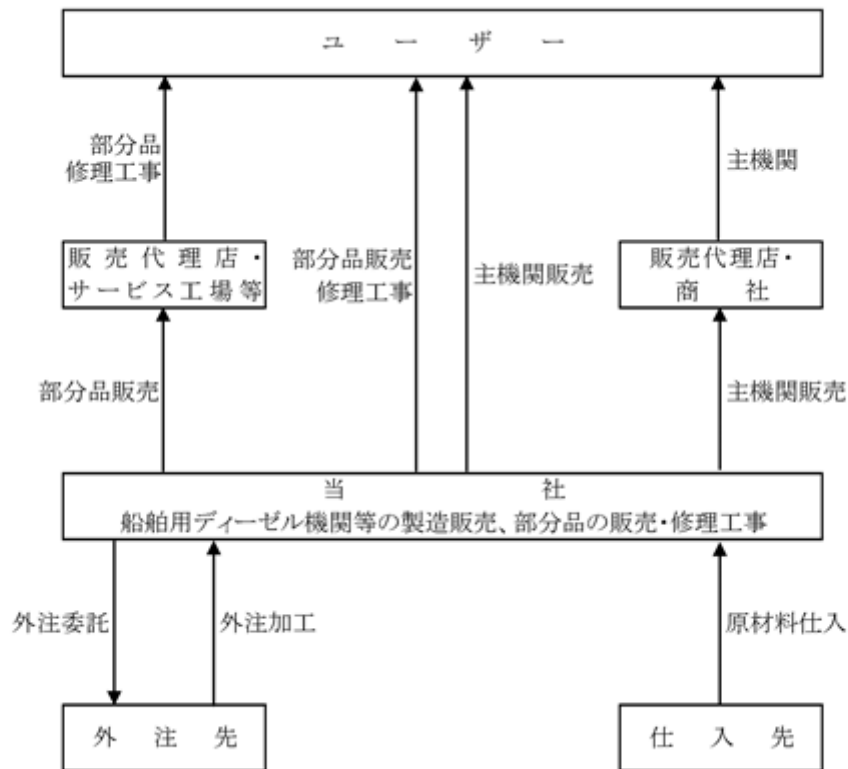 ユーザー
部分品
修理工事
主機関
販売代理店・
サービス工場等
部分品販売
修理工事
主機関販売
販売代理店・
商社
部分品販売
主機関販売
当社
船舶用ディーゼル機関等の製造販売、部分品の販売・修理工事
外注委託
外注加工
原材料仕入
外注先
仕入先